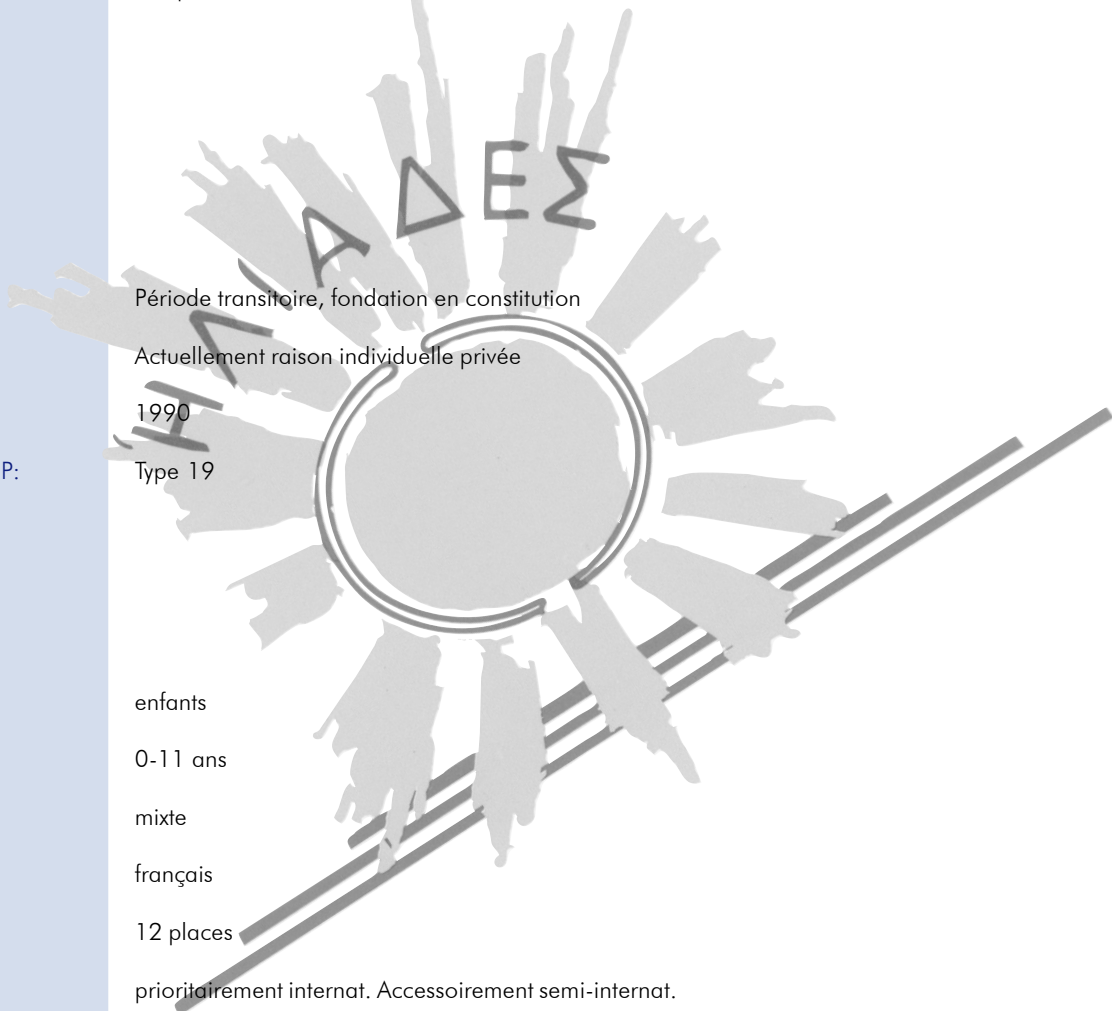 ἩΛΙΑΔΕΣ
Période transitoire, fondation en constitution
Actuellement raison individuelle privée
1990
P: Type 19
enfants
0-11 ans
mixte
français
12 places
prioritairement internat. Accessoirement semi-internat.